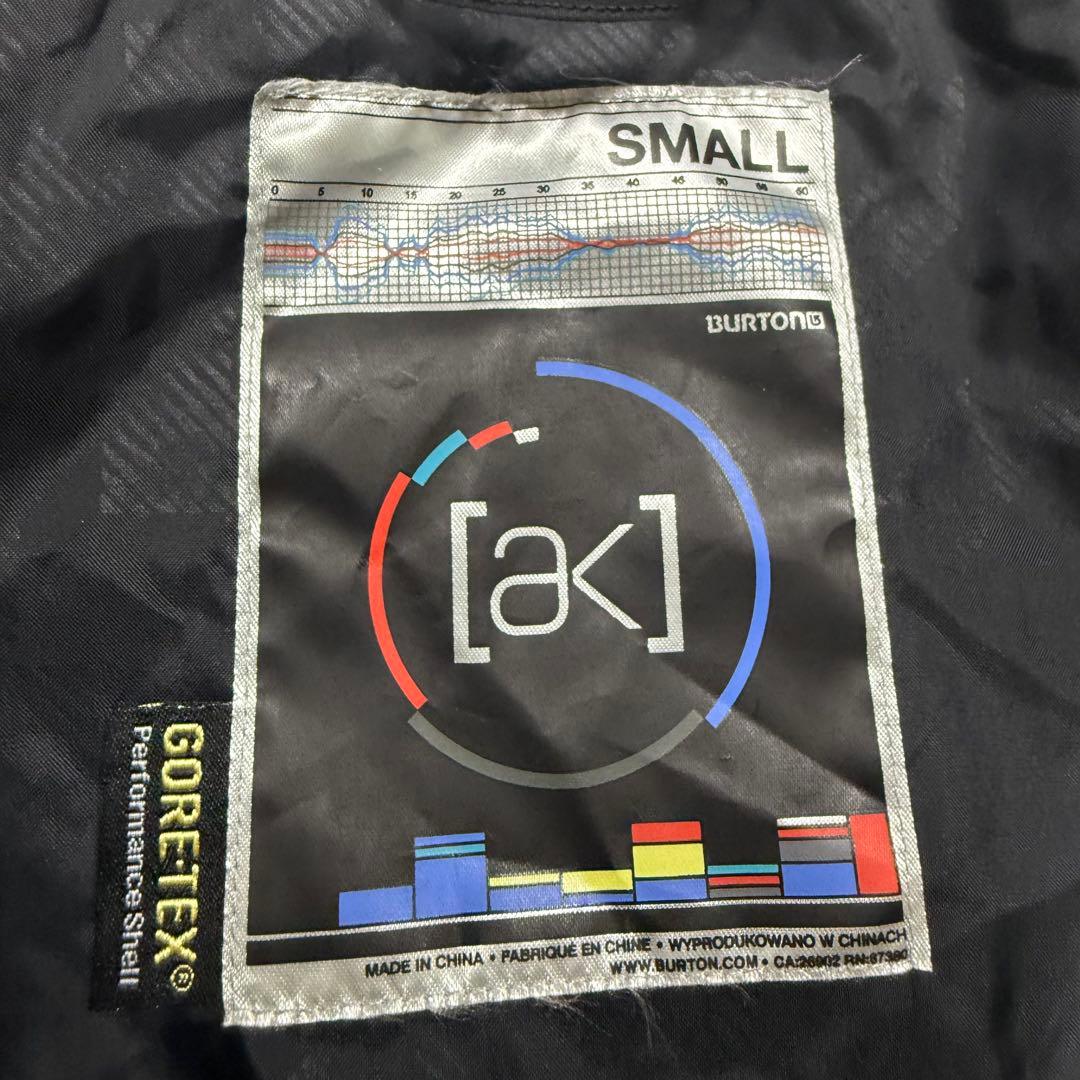 SMALL
0 5 10 15 20 25 30 35 40 45 50 55 60
BURTON
[ak]
GORE-TEX®
Performance Shell
MADE IN CHINA • FABRIQUÉ EN CHINE • WYPRODUKOWANO W CHINACH
WWW.BURTON.COM • CA:26902